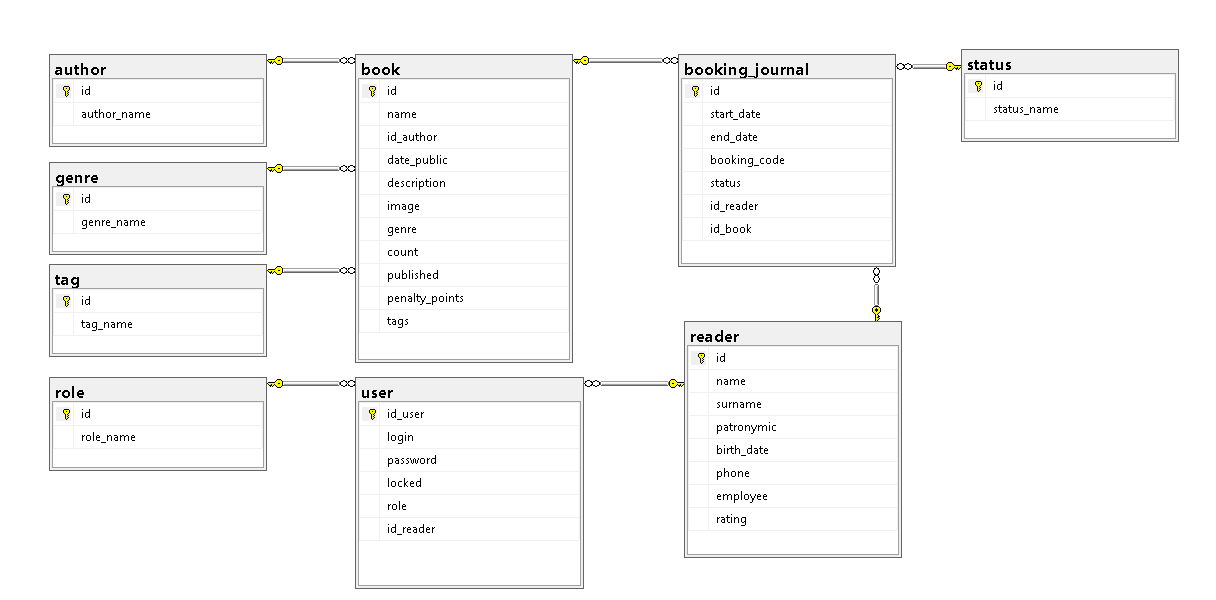 author
id
author_name
genre
id
genre_name
tag
id
tag_name
role
id
role_name
book
id
name
id_author
date_public
description
image
genre
count
published
penalty_points
tags
user
id_user
login
password
locked
role
id_reader
booking_journal
id
start_date
end_date
booking_code
status
id_reader
id_book
reader
id
name
surname
patronymic
birth_date
phone
employee
rating
status
id
status_name